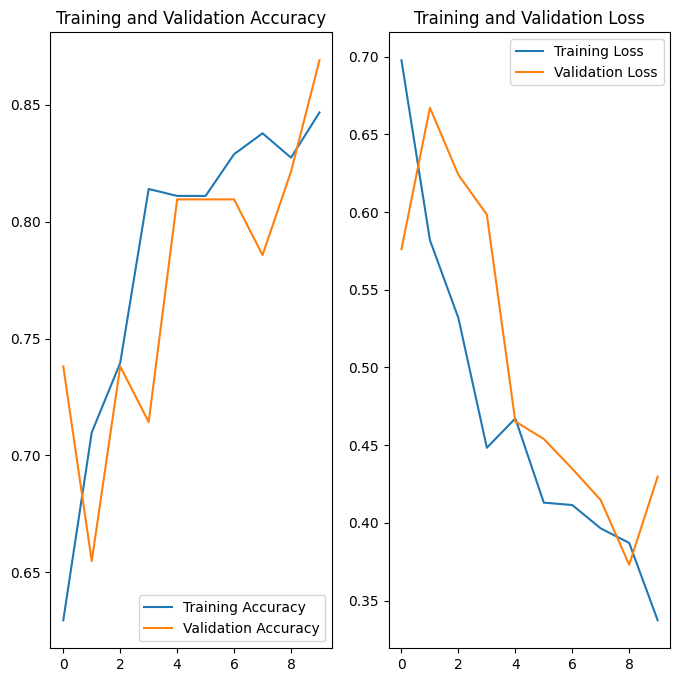 Training and Validation Accuracy
0.85
0.80
0.75
0.70
0.65
0 2 4 6 8
Training Accuracy
Validation Accuracy
Training and Validation Loss
0.70
0.65
0.60
0.55
0.50
0.45
0.40
0.35
0 2 4 6 8
Training Loss
Validation Loss